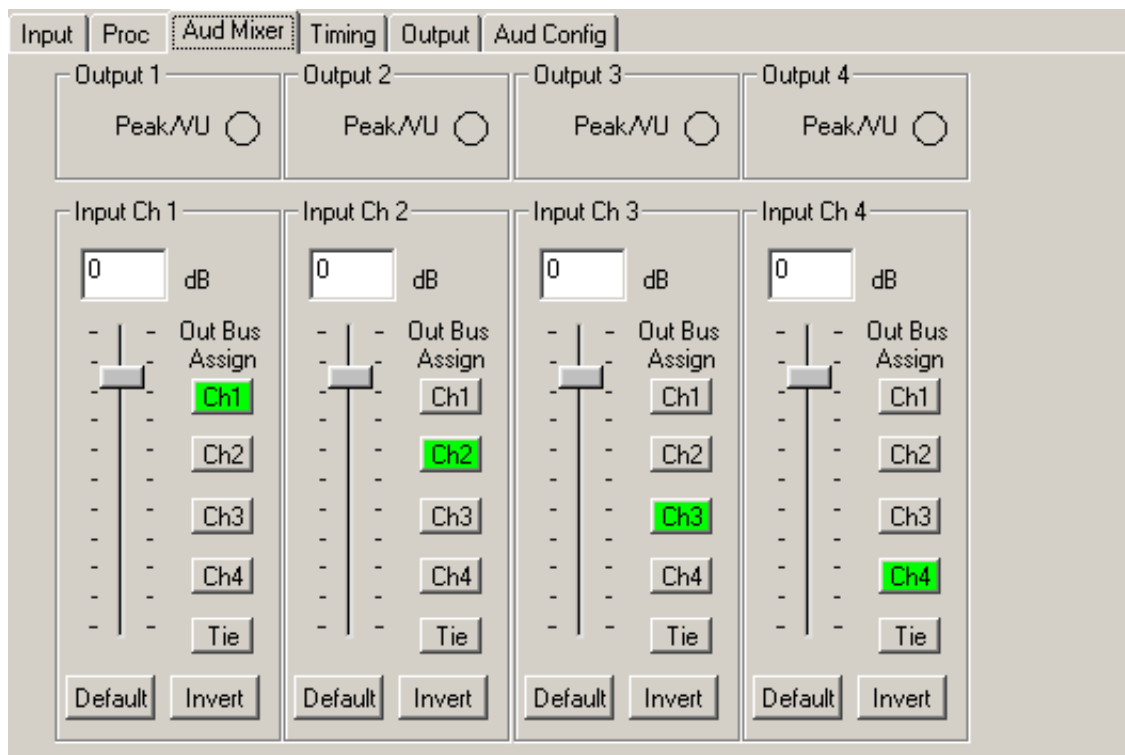 Input Proc Aud Mixer Timing Output Aud Config
Output 1 Output 2 Output 3 Output 4
Peak/VU Peak/VU Peak/VU Peak/VU
Input Ch 1 Input Ch 2 Input Ch 3 Input Ch 4
0 dB 0 dB 0 dB 0 dB
Out Bus Out Bus Out Bus Out Bus
Assign Assign Assign Assign
Ch1 Ch1 Ch1 Ch1
Ch2 Ch2 Ch2 Ch2
Ch3 Ch3 Ch3 Ch3
Ch4 Ch4 Ch4 Ch4
Tie Tie Tie Tie
Default Invert Default Invert Default Invert Default Invert